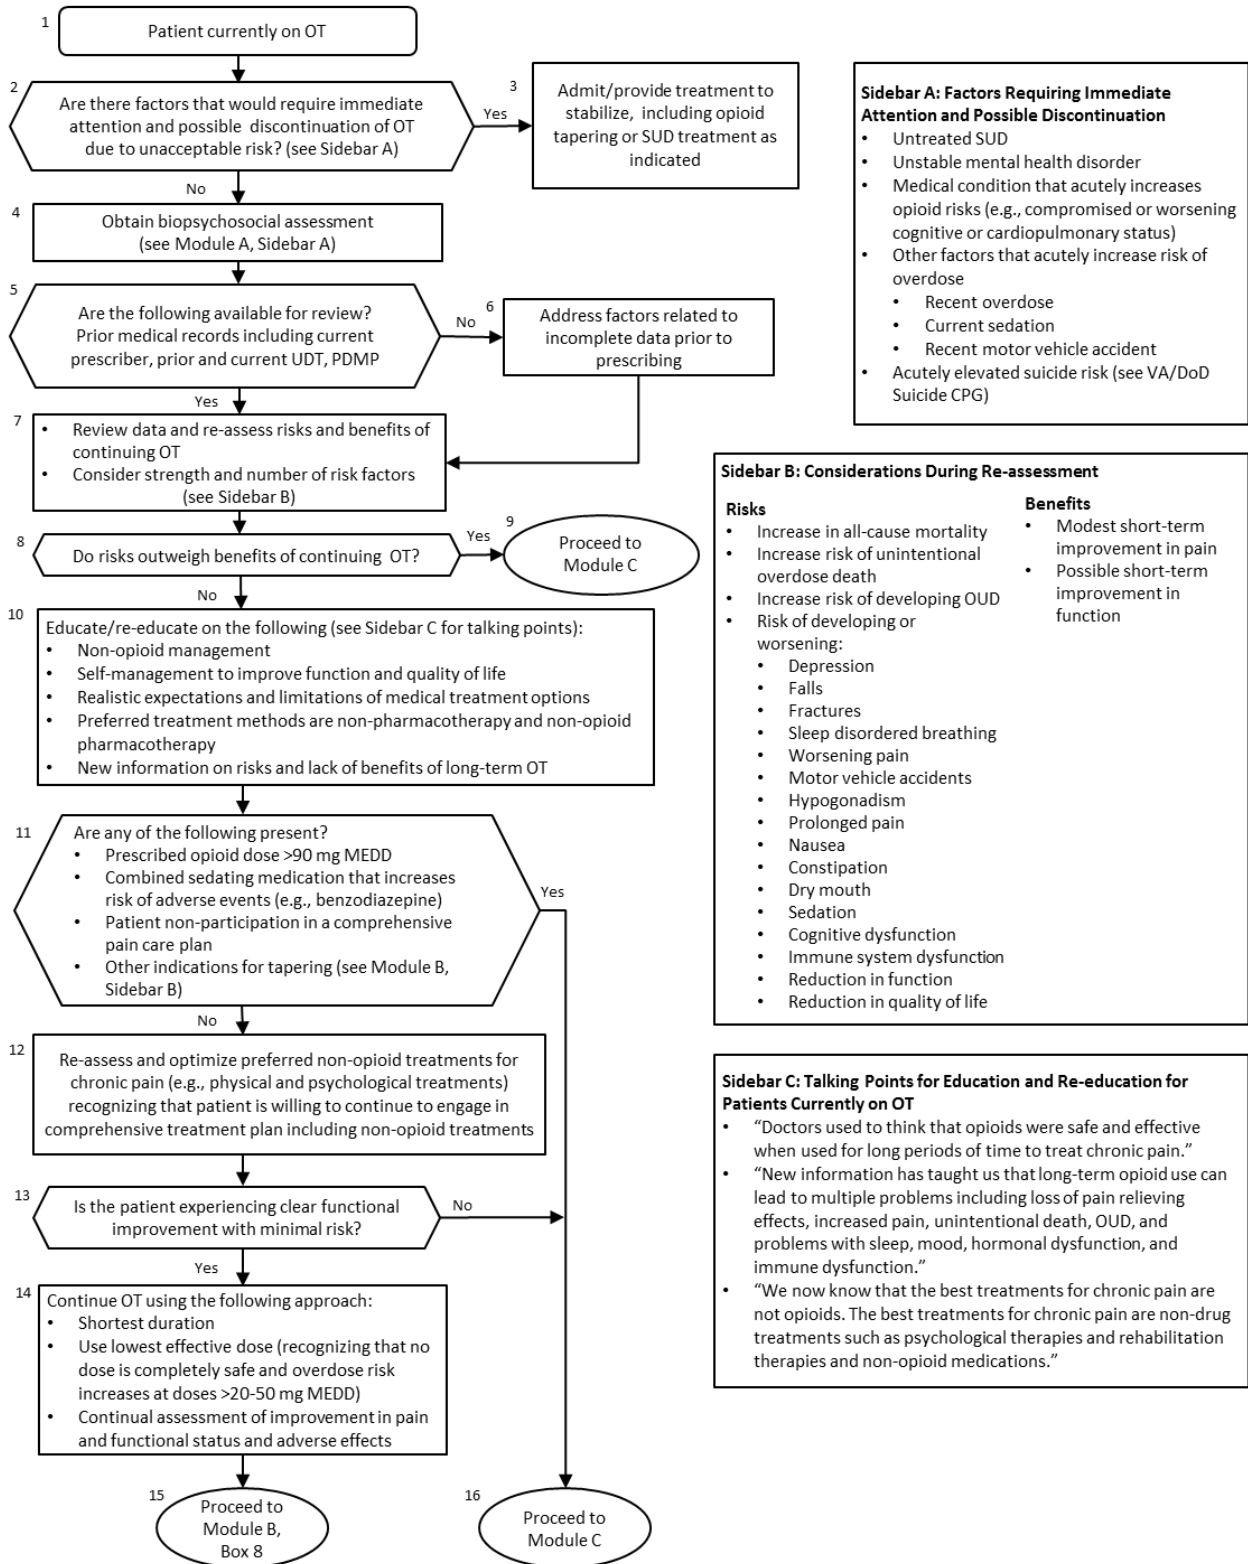 1
Patient currently on OT
2
Are there factors that would require immediate
attention and possible discontinuation of OT
due to unacceptable risk? (see Sidebar A)
Yes
3
Admit/provide treatment to
stabilize, including opioid
tapering or SUD treatment as
indicated
No
4
Obtain biopsychosocial assessment
(see Module A, Sidebar A)
5
Are the following available for review?
Prior medical records including current
prescriber, prior and current UDT, PDMP
No
6
Address factors related to
incomplete data prior to
prescribing
Yes
7
• Review data and re-assess risks and benefits of
continuing OT
• Consider strength and number of risk factors
(see Sidebar B)
8
Do risks outweigh benefits of continuing OT?
Yes
9
Proceed to
Module C
No
10
Educate/re-educate on the following (see Sidebar C for talking points):
• Non-opioid management
• Self-management to improve function and quality of life
• Realistic expectations and limitations of medical treatment options
• Preferred treatment methods are non-pharmacotherapy and non-opioid
pharmacotherapy
• New information on risks and lack of benefits of long-term OT
11
Are any of the following present?
• Prescribed opioid dose >90 mg MEDD
• Combined sedating medication that increases
risk of adverse events (e.g., benzodiazepine)
• Patient non-participation in a comprehensive
pain care plan
• Other indications for tapering (see Module B,
Sidebar B)
Yes
No
12
Re-assess and optimize preferred non-opioid treatments for
chronic pain (e.g., physical and psychological treatments)
recognizing that patient is willing to continue to engage in
comprehensive treatment plan including non-opioid treatments
13
Is the patient experiencing clear functional
improvement with minimal risk?
No
Yes
14
Continue OT using the following approach:
• Shortest duration
• Use lowest effective dose (recognizing that no
dose is completely safe and overdose risk
increases at doses >20-50 mg MEDD)
• Continual assessment of improvement in pain
and functional status and adverse effects
15
Proceed to
Module B,
Box 8
16
Proceed to
Module C
Sidebar A: Factors Requiring Immediate
Attention and Possible Discontinuation
• Untreated SUD
• Unstable mental health disorder
• Medical condition that acutely increases
opioid risks (e.g., compromised or worsening
cognitive or cardiopulmonary status)
• Other factors that acutely increase risk of
overdose
• Recent overdose
• Current sedation
• Recent motor vehicle accident
• Acutely elevated suicide risk (see VA/DoD
Suicide CPG)
Sidebar B: Considerations During Re-assessment
Risks
• Increase in all-cause mortality
• Increase risk of unintentional
overdose death
• Increase risk of developing OUD
• Risk of developing or
worsening:
• Depression
• Falls
• Fractures
• Sleep disordered breathing
• Worsening pain
• Motor vehicle accidents
• Hypogonadism
• Prolonged pain
• Nausea
• Constipation
• Dry mouth
• Sedation
• Cognitive dysfunction
• Immune system dysfunction
• Reduction in function
• Reduction in quality of life
Benefits
• Modest short-term
improvement in pain
• Possible short-term
improvement in
function
Sidebar C: Talking Points for Education and Re-education for
Patients Currently on OT
• “Doctors used to think that opioids were safe and effective
when used for long periods of time to treat chronic pain.”
• “New information has taught us that long-term opioid use can
lead to multiple problems including loss of pain relieving
effects, increased pain, unintentional death, OUD, and
problems with sleep, mood, hormonal dysfunction, and
immune dysfunction.”
• “We now know that the best treatments for chronic pain are
not opioids. The best treatments for chronic pain are non-drug
treatments such as psychological therapies and rehabilitation
therapies and non-opioid medications.”